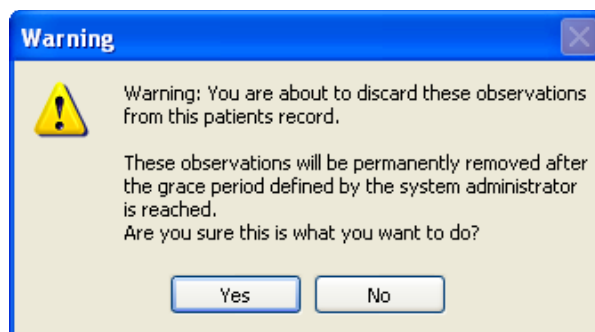 Warning
Warning: You are about to discard these observations
from this patients record.
These observations will be permanently removed after
the grace period defined by the system administrator
is reached.
Are you sure this is what you want to do?
Yes
No